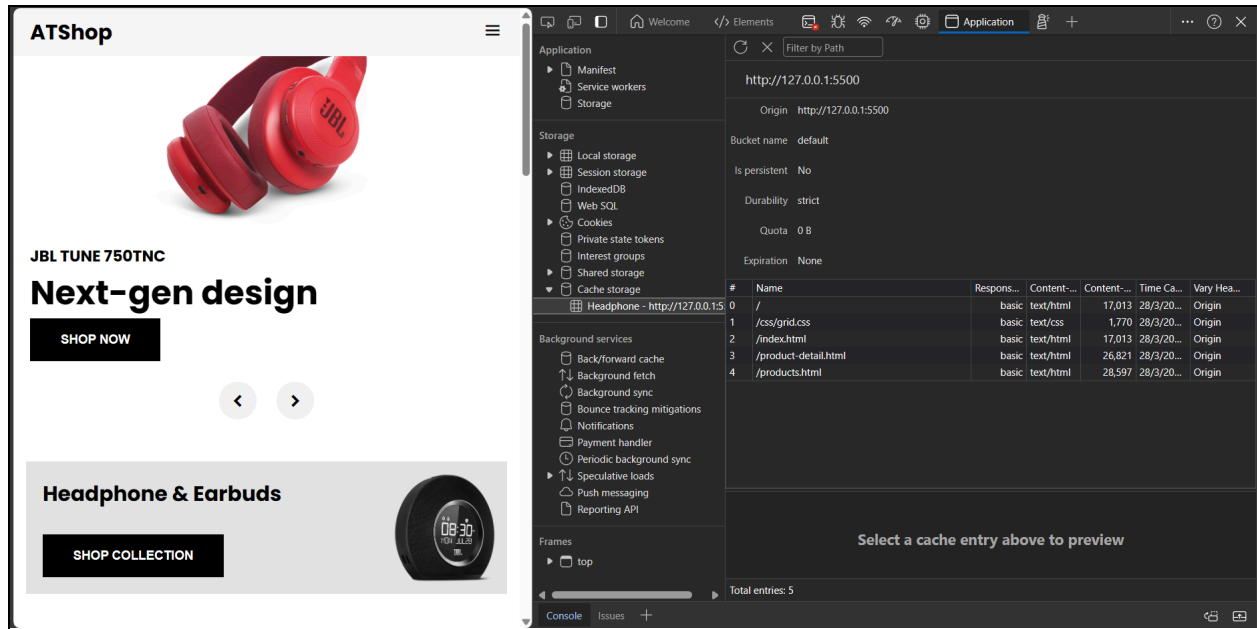 ATShop
JBL
JBL TUNE 750TNC
Next-gen design
SHOP NOW
Headphone & Earbuds
SHOP COLLECTION
08:30
JBL
Welcome
Elements
Application
Application
Manifest
Service workers
Storage
Storage
Local storage
Session storage
IndexedDB
Web SQL
Cookies
Private state tokens
Interest groups
Shared storage
Cache storage
Headphone - http://127.0.0.1:5
Background services
Back/forward cache
Background fetch
Background sync
Bounce tracking mitigations
Notifications
Payment handler
Periodic background sync
Speculative loads
Push messaging
Reporting API
Frames
top
Filter by Path
http://127.0.0.1:5500
Origin http://127.0.0.1:5500
Bucket name default
Is persistent No
Durability strict
Quota 0 B
Expiration None
# Name Respons... Content-... Content-... Time Ca... Vary Hea...
0 / basic text/html 17,013 28/3/20... Origin
1 /css/grid.css basic text/css 1,770 28/3/20... Origin
2 /index.html basic text/html 17,013 28/3/20... Origin
3 /product-detail.html basic text/html 26,821 28/3/20... Origin
4 /products.html basic text/html 28,597 28/3/20... Origin
Select a cache entry above to preview
Total entries: 5
Console Issues